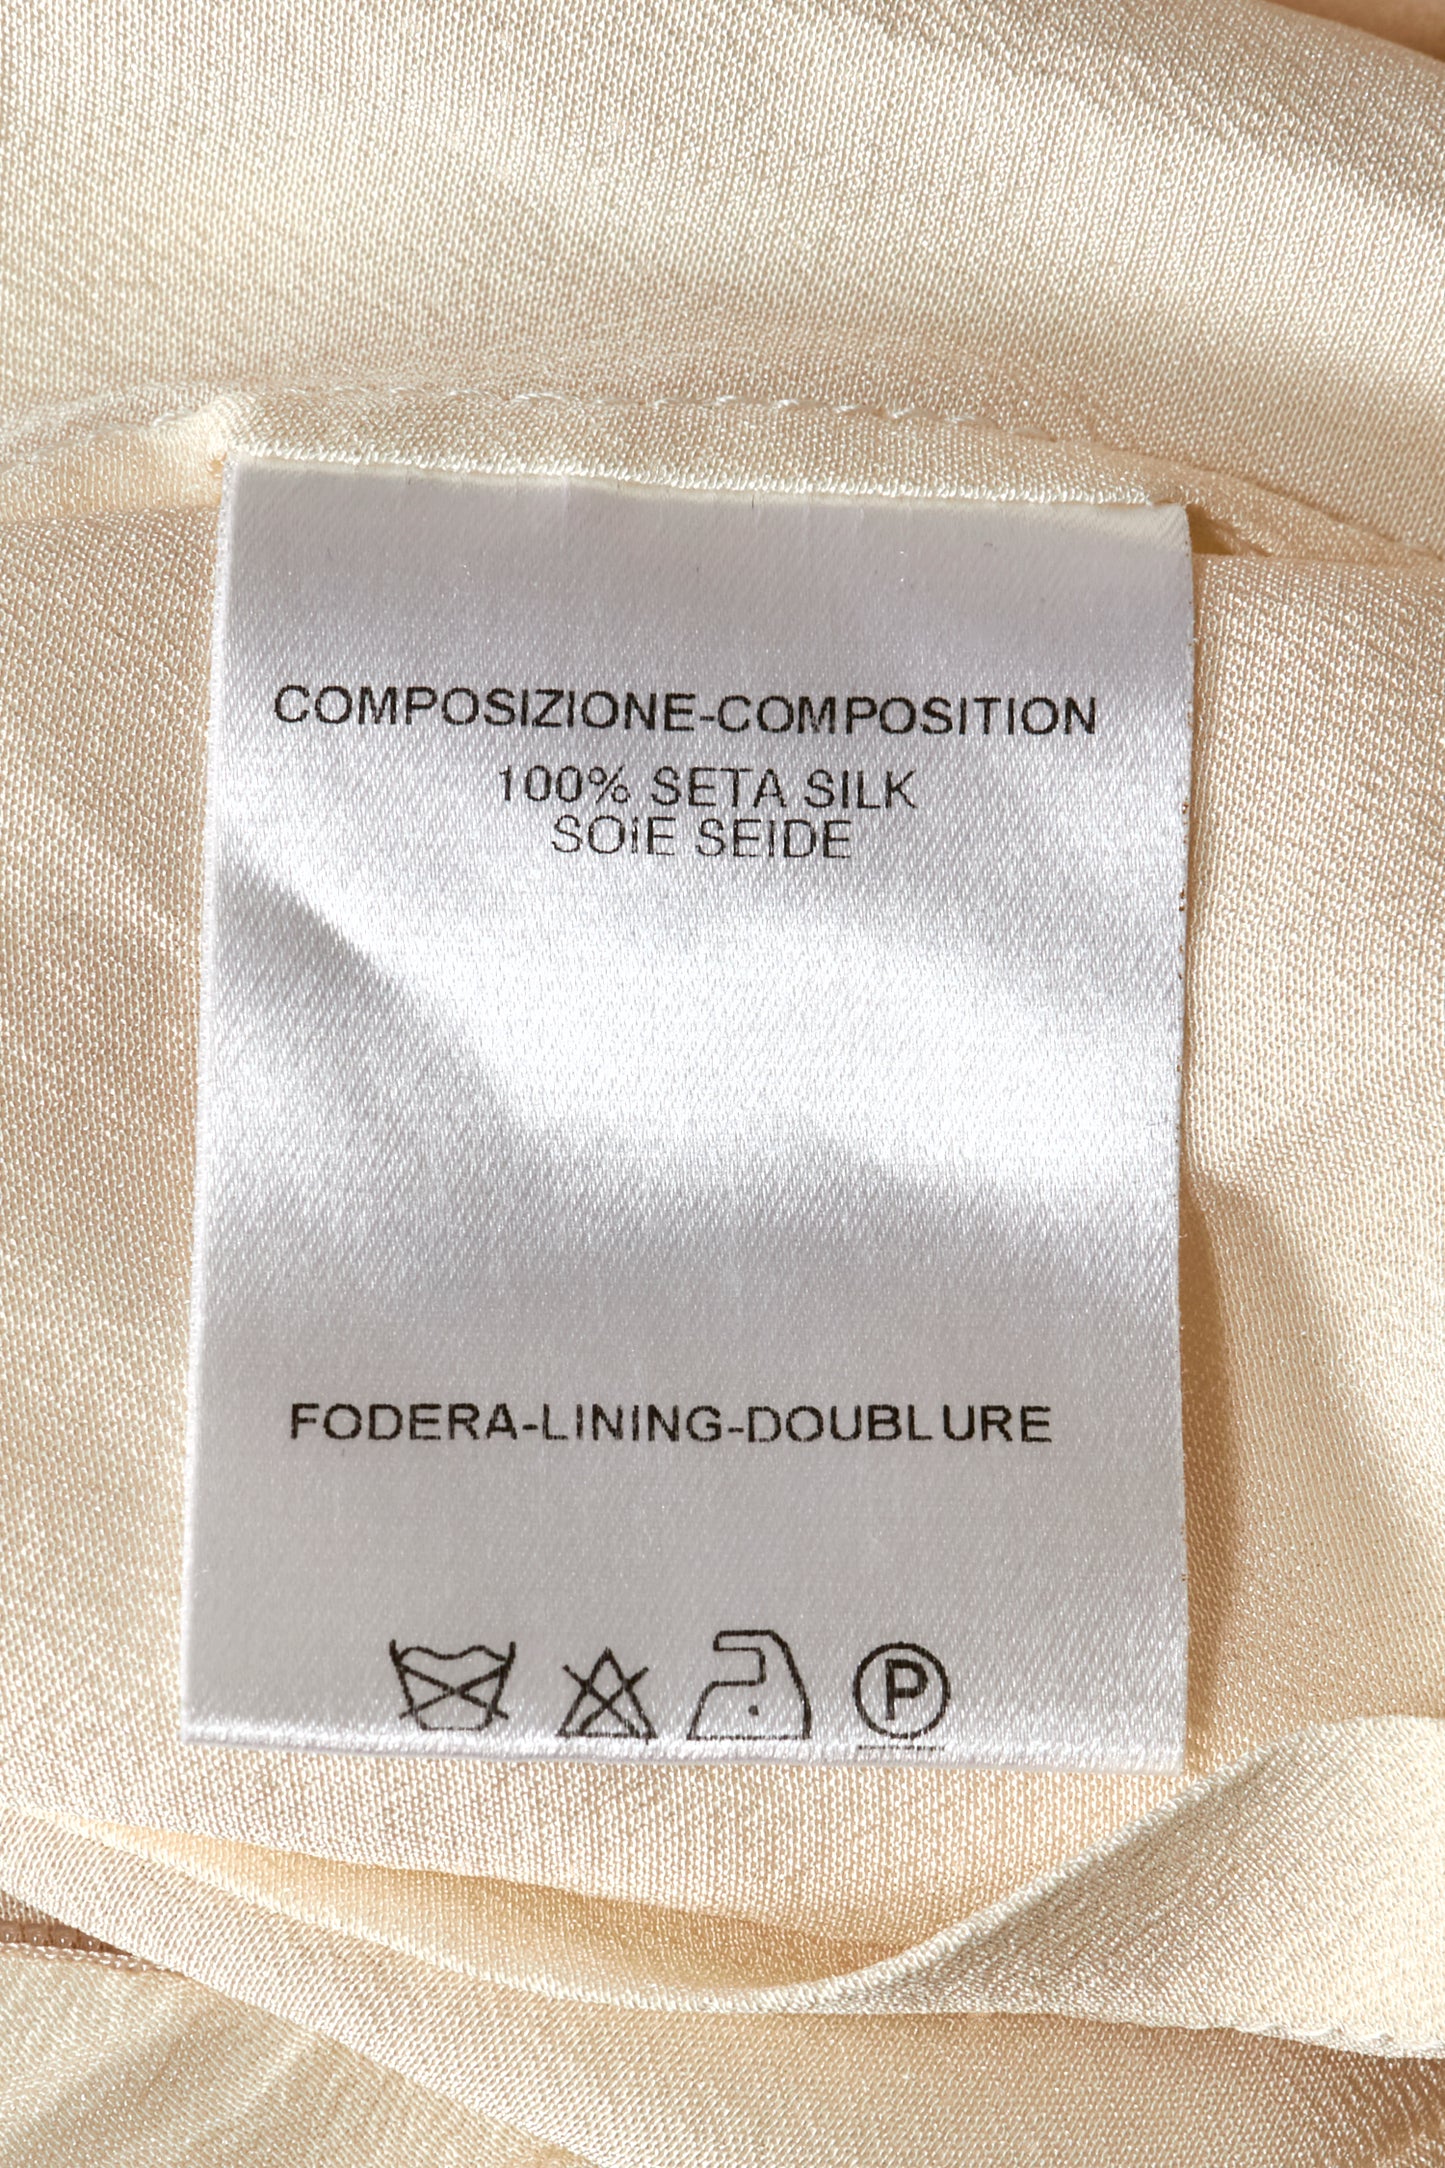 COMPOSIZIONE-COMPOSITION
100% SETA SILK
SOiE SEIDE
FODERA-LINING-DOUBLURE
P